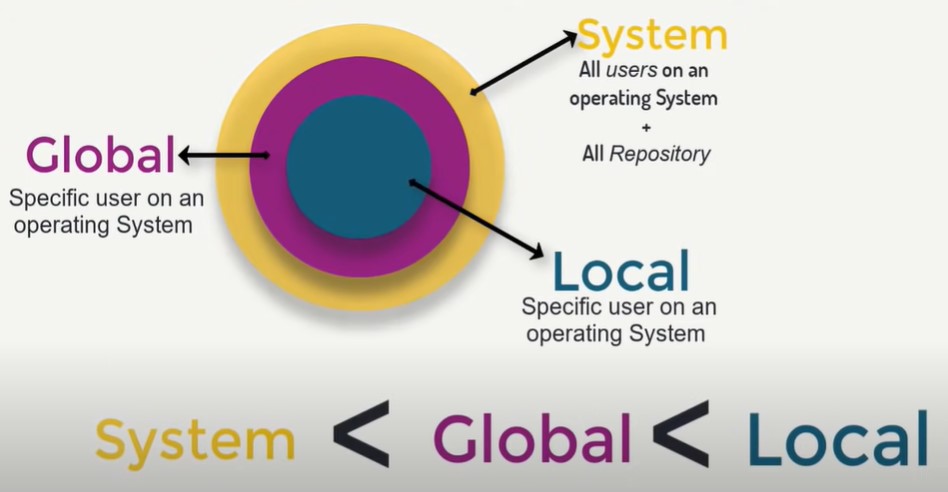 System
All users on an
operating System
+
All Repository
Global
Specific user on an
operating System
Local
Specific user on an
operating System
System < Global < Local